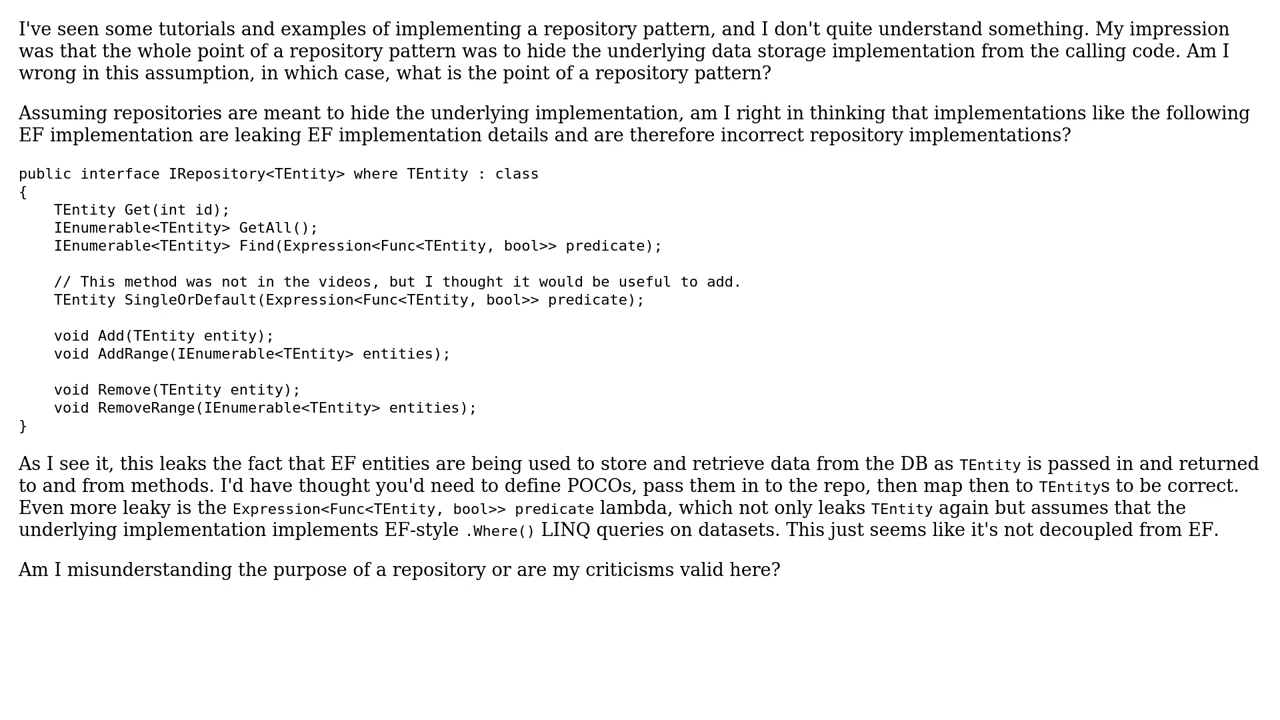 I've seen some tutorials and examples of implementing a repository pattern, and I don't quite understand something. My impression
was that the whole point of a repository pattern was to hide the underlying data storage implementation from the calling code. Am I
wrong in this assumption, in which case, what is the point of a repository pattern?
Assuming repositories are meant to hide the underlying implementation, am I right in thinking that implementations like the following
EF implementation are leaking EF implementation details and are therefore incorrect repository implementations?
public interface IRepository<TEntity> where TEntity : class
{
    TEntity Get(int id);
    IEnumerable<TEntity> GetAll();
    IEnumerable<TEntity> Find(Expression<Func<TEntity, bool>> predicate);
    // This method was not in the videos, but I thought it would be useful to add.
    TEntity SingleOrDefault(Expression<Func<TEntity, bool>> predicate);
    void Add(TEntity entity);
    void AddRange(IEnumerable<TEntity> entities);
    void Remove(TEntity entity);
    void RemoveRange(IEnumerable<TEntity> entities);
}
As I see it, this leaks the fact that EF entities are being used to store and retrieve data from the DB as TEntity is passed in and returned
to and from methods. I'd have thought you'd need to define POCOs, pass them in to the repo, then map then to TEntitys to be correct.
Even more leaky is the Expression<Func<TEntity, bool>> predicate lambda, which not only leaks TEntity again but assumes that the
underlying implementation implements EF-style .Where() LINQ queries on datasets. This just seems like it's not decoupled from EF.
Am I misunderstanding the purpose of a repository or are my criticisms valid here?